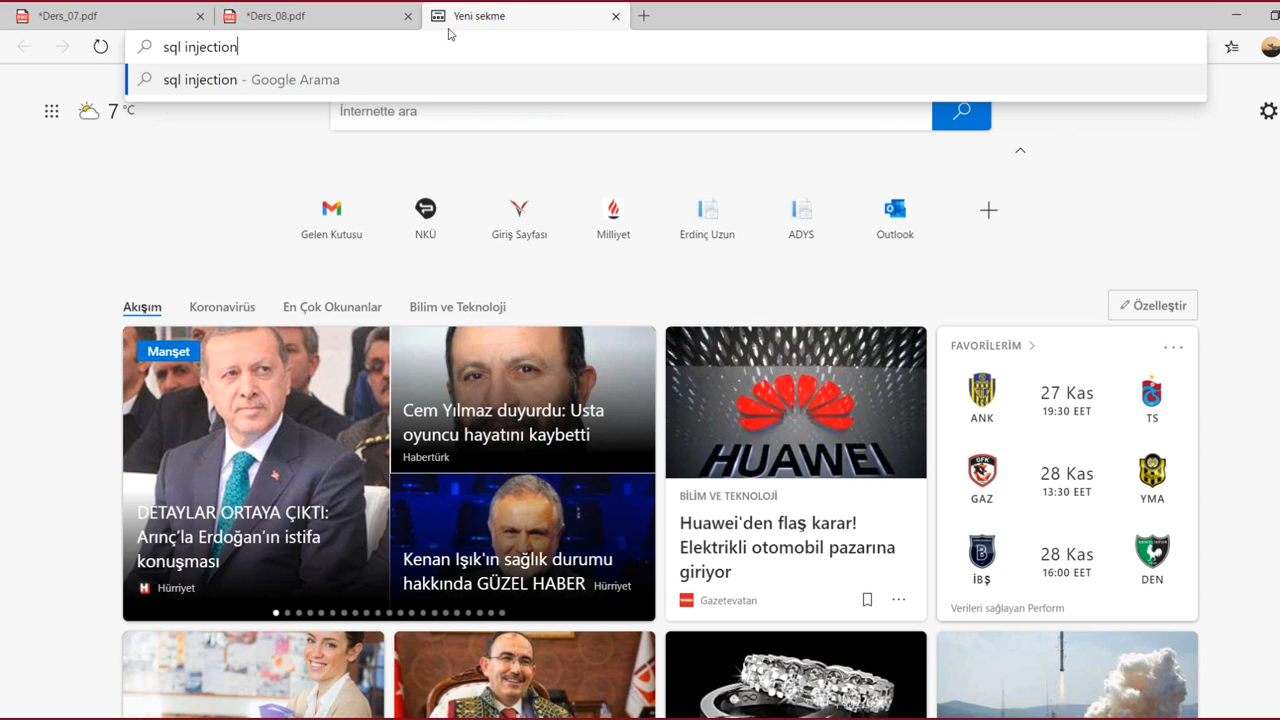 *Ders_07.pdf
*Ders_08.pdf
Yeni sekme
sql injection
sql injection - Google Arama
7 °C
İnternette ara
Gelen Kutusu
NKÜ
Giriş Sayfası
Milliyet
Erdinç Uzun
ADYS
Outlook
Akışım
Koronavirüs
En Çok Okunanlar
Bilim ve Teknoloji
Özelleştir
Manşet
DETAYLAR ORTAYA ÇIKTI:
Arınç'la Erdoğan'ın istifa
konuşması
Hürriyet
Cem Yılmaz duyurdu: Usta
oyuncu hayatını kaybetti
Habertürk
Kenan Işık'ın sağlık durumu
hakkında GÜZEL HABER Hürriyet
HUAWEI
BİLİM VE TEKNOLOJİ
Huawei'den flaş karar!
Elektrikli otomobil pazarına
giriyor
Gazetevatan
FAVORİLERİM
27 Kas
19:30 EET
ANK
TS
28 Kas
13:30 EET
GAZ
YMA
28 Kas
16:00 EET
İBŞ
DEN
Verileri sağlayan Perform